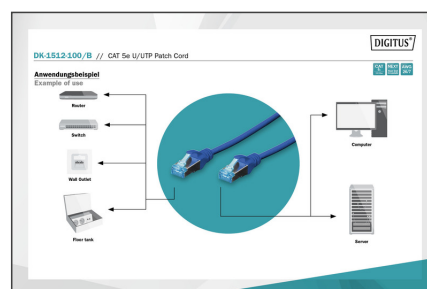 DIGITUS®
DK-1512-100/B // CAT 5e U/UTP Patch Cord
Anwendungsbeispiel
Example of use
Router
Switch
Wall Outlet
Floor tank
Computer
Server